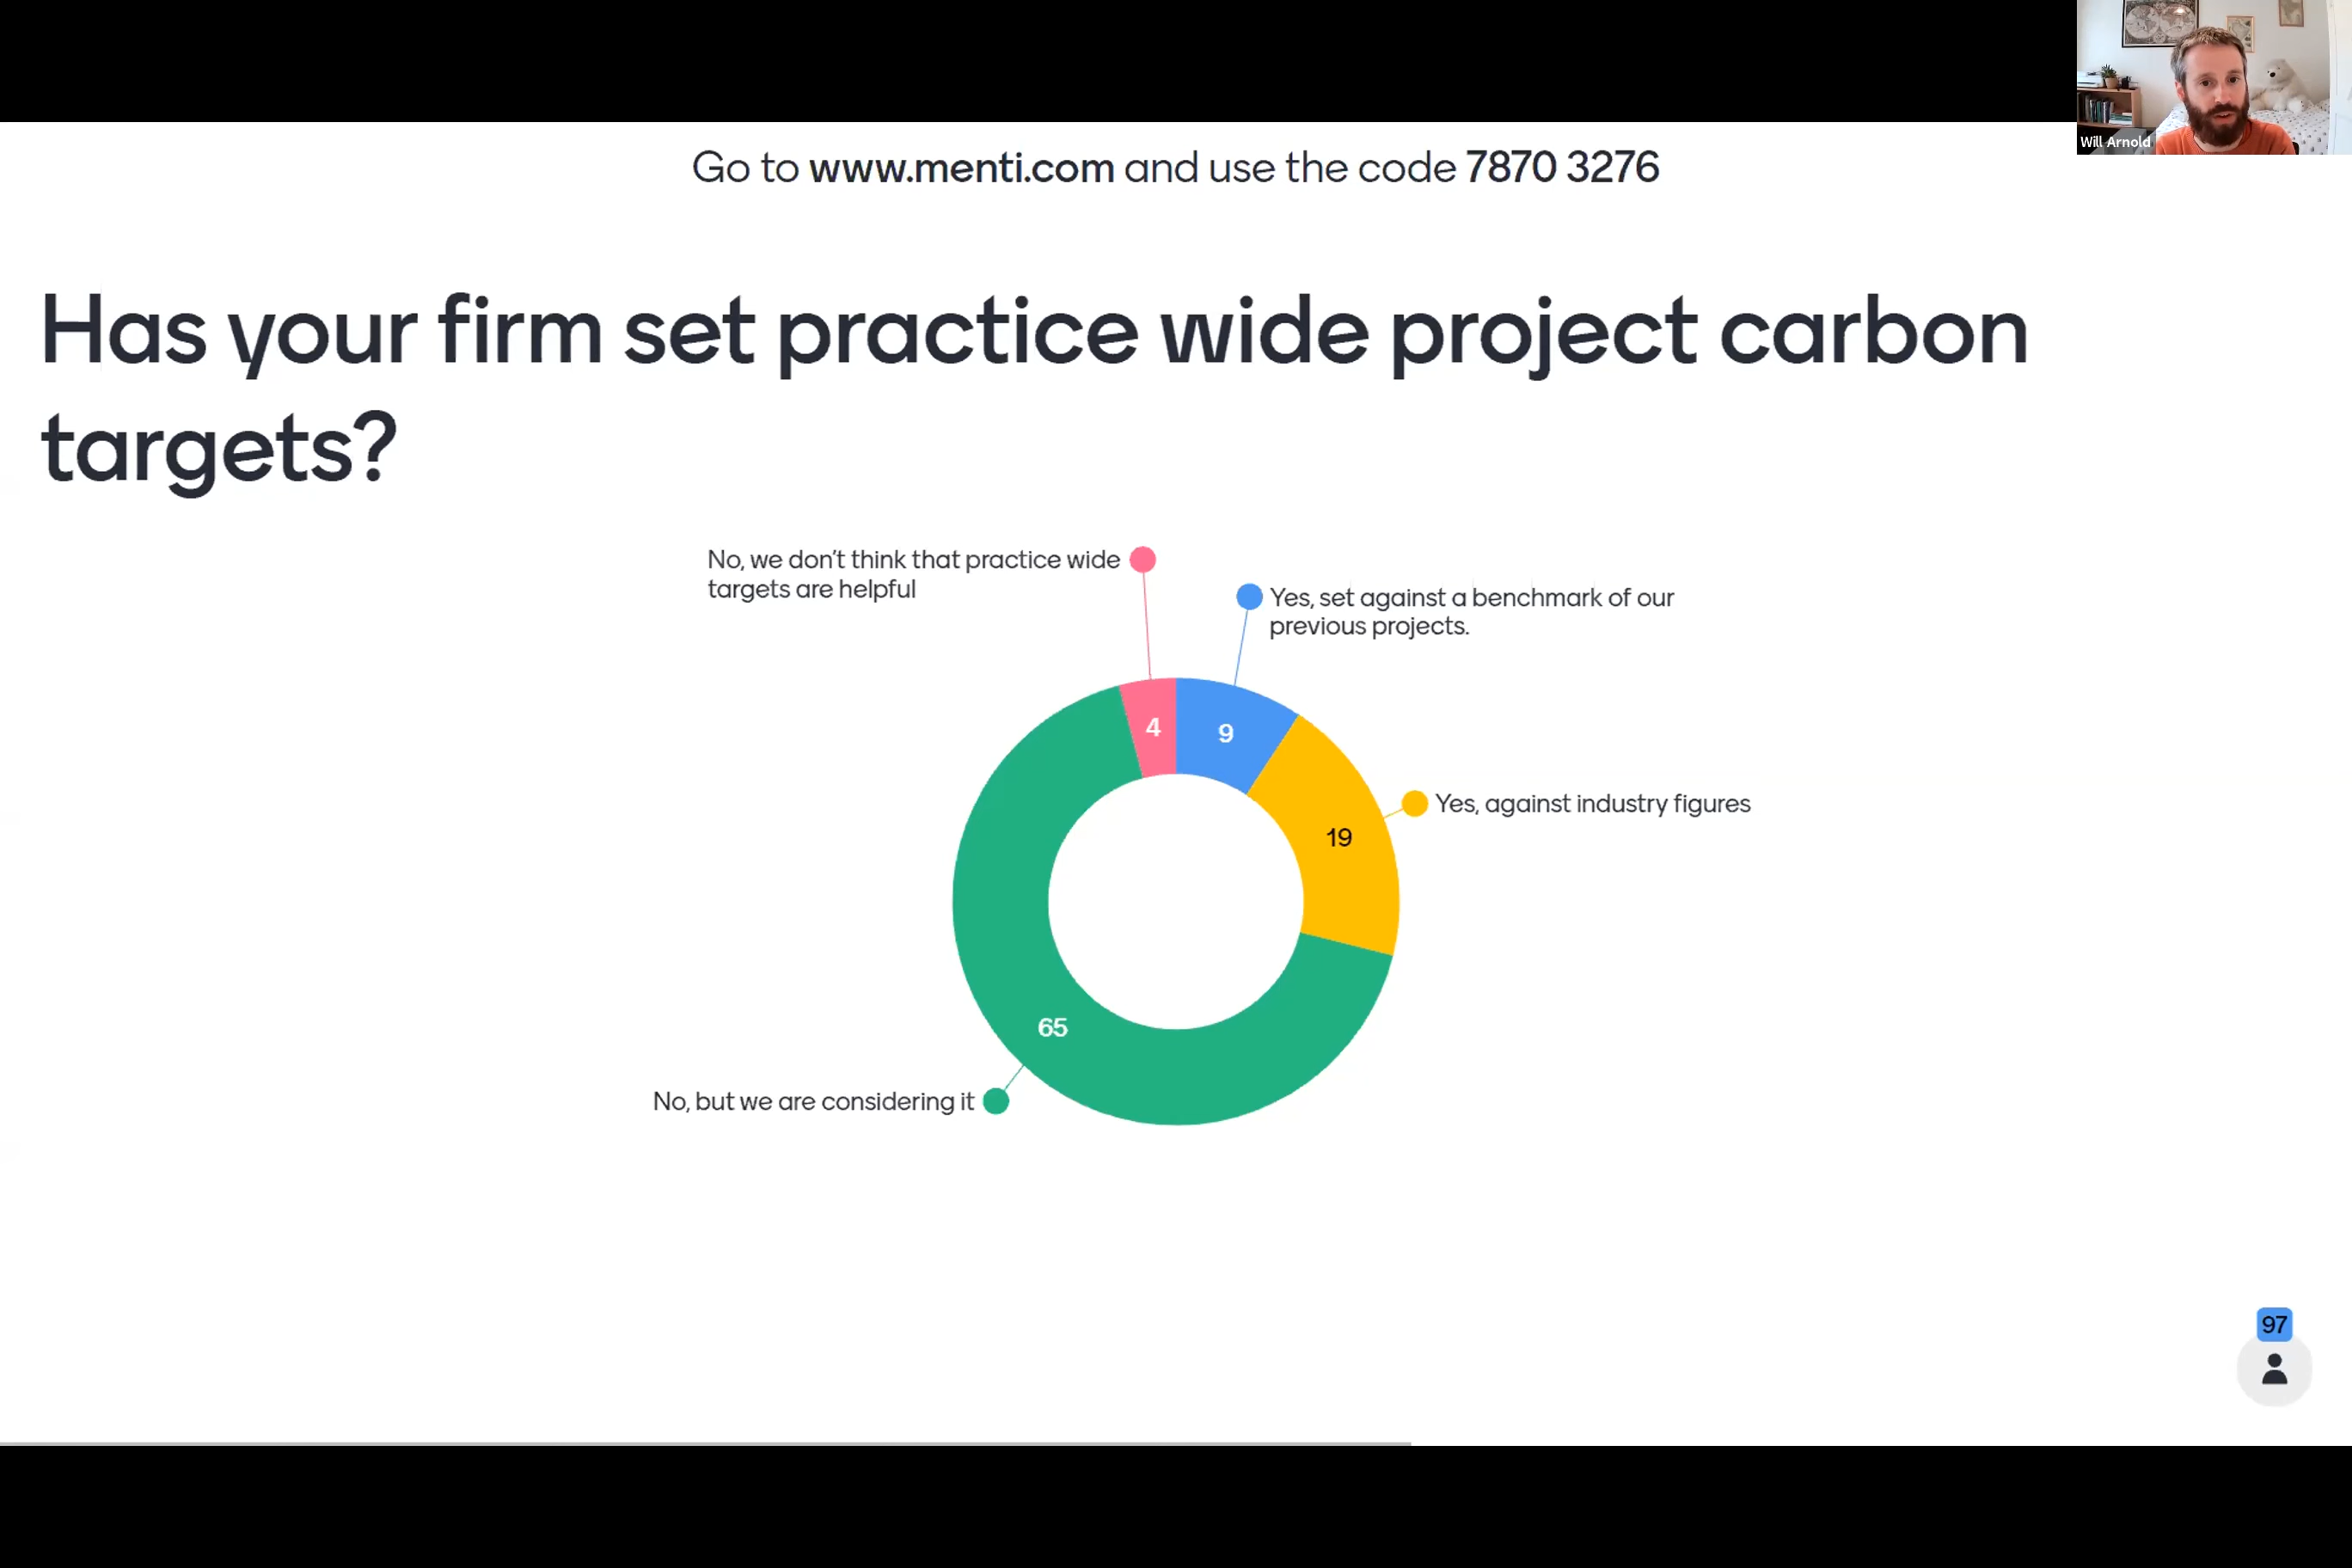 Will Arnold
Go to www.menti.com and use the code 7870 3276
Has your firm set practice wide project carbon
targets?
No, we don't think that practice wide
targets are helpful
Yes, set against a benchmark of our
previous projects.
4
9
Yes, against industry figures
19
65
No, but we are considering it
97